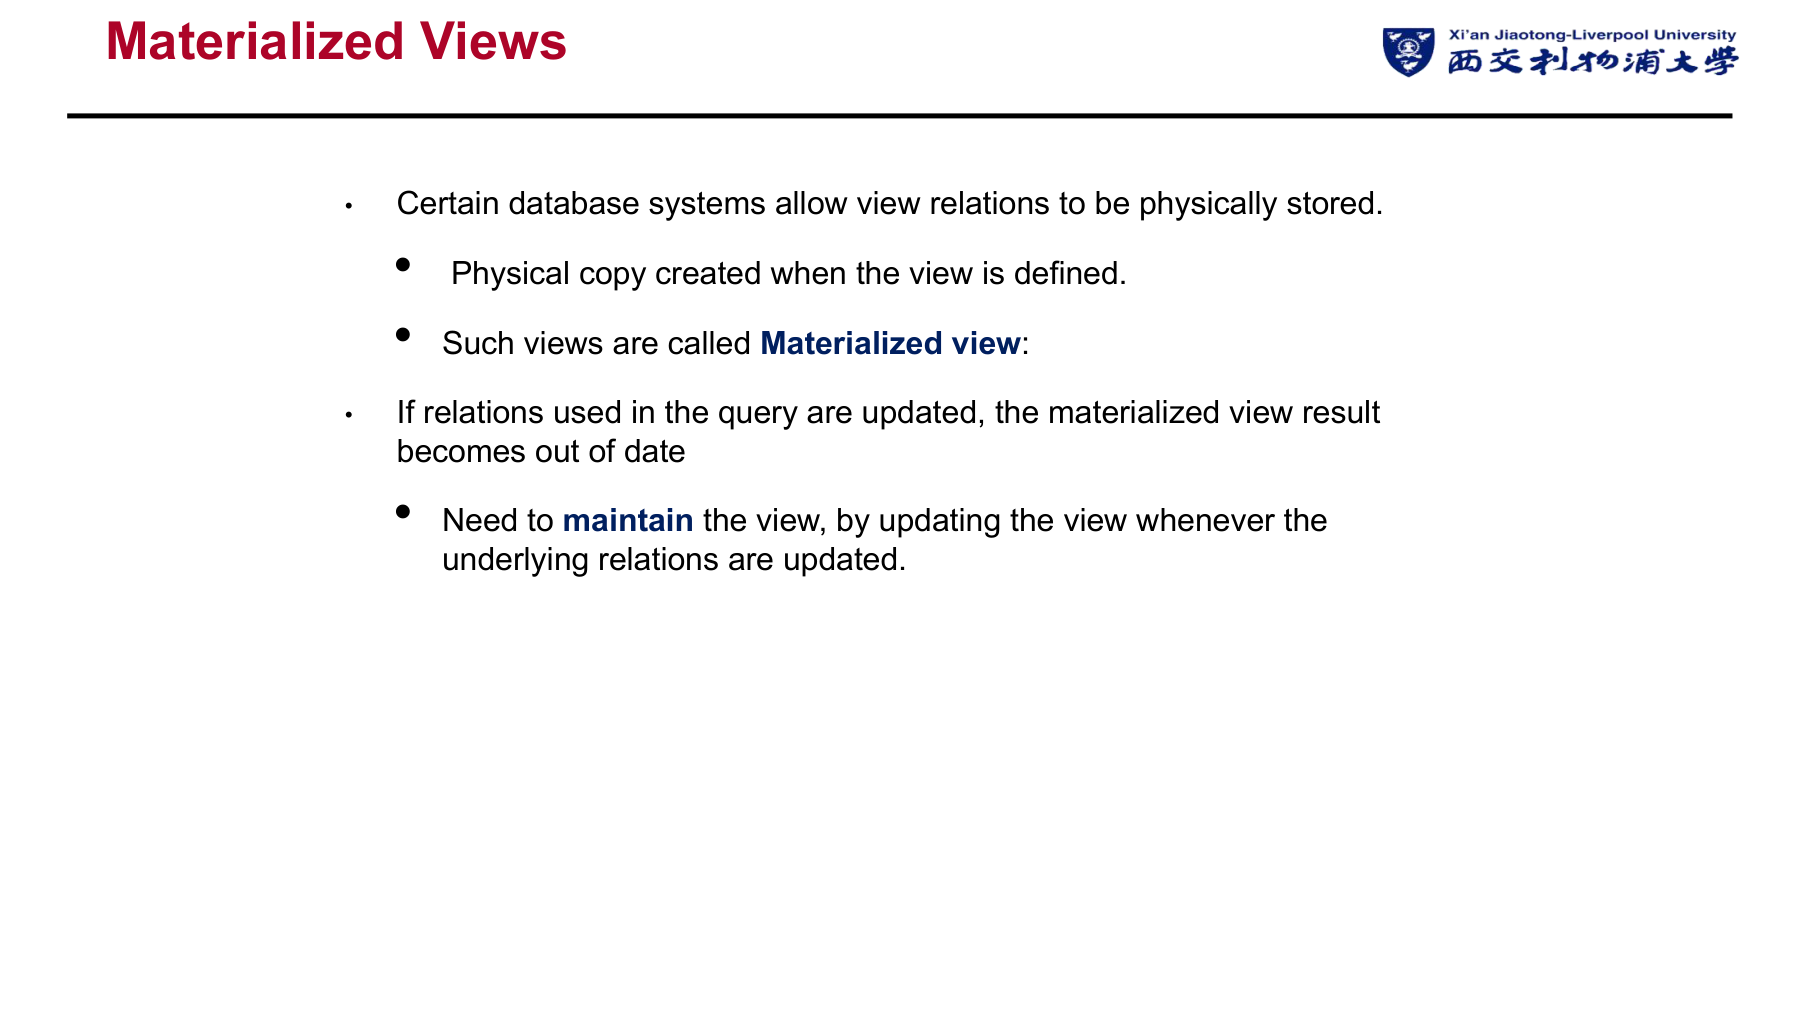 Materialized Views
Xi'an Jiaotong-Liverpool University
西交利物浦大學
• Certain database systems allow view relations to be physically stored.
• Physical copy created when the view is defined.
• Such views are called Materialized view:
• If relations used in the query are updated, the materialized view result
becomes out of date
• Need to maintain the view, by updating the view whenever the
underlying relations are updated.